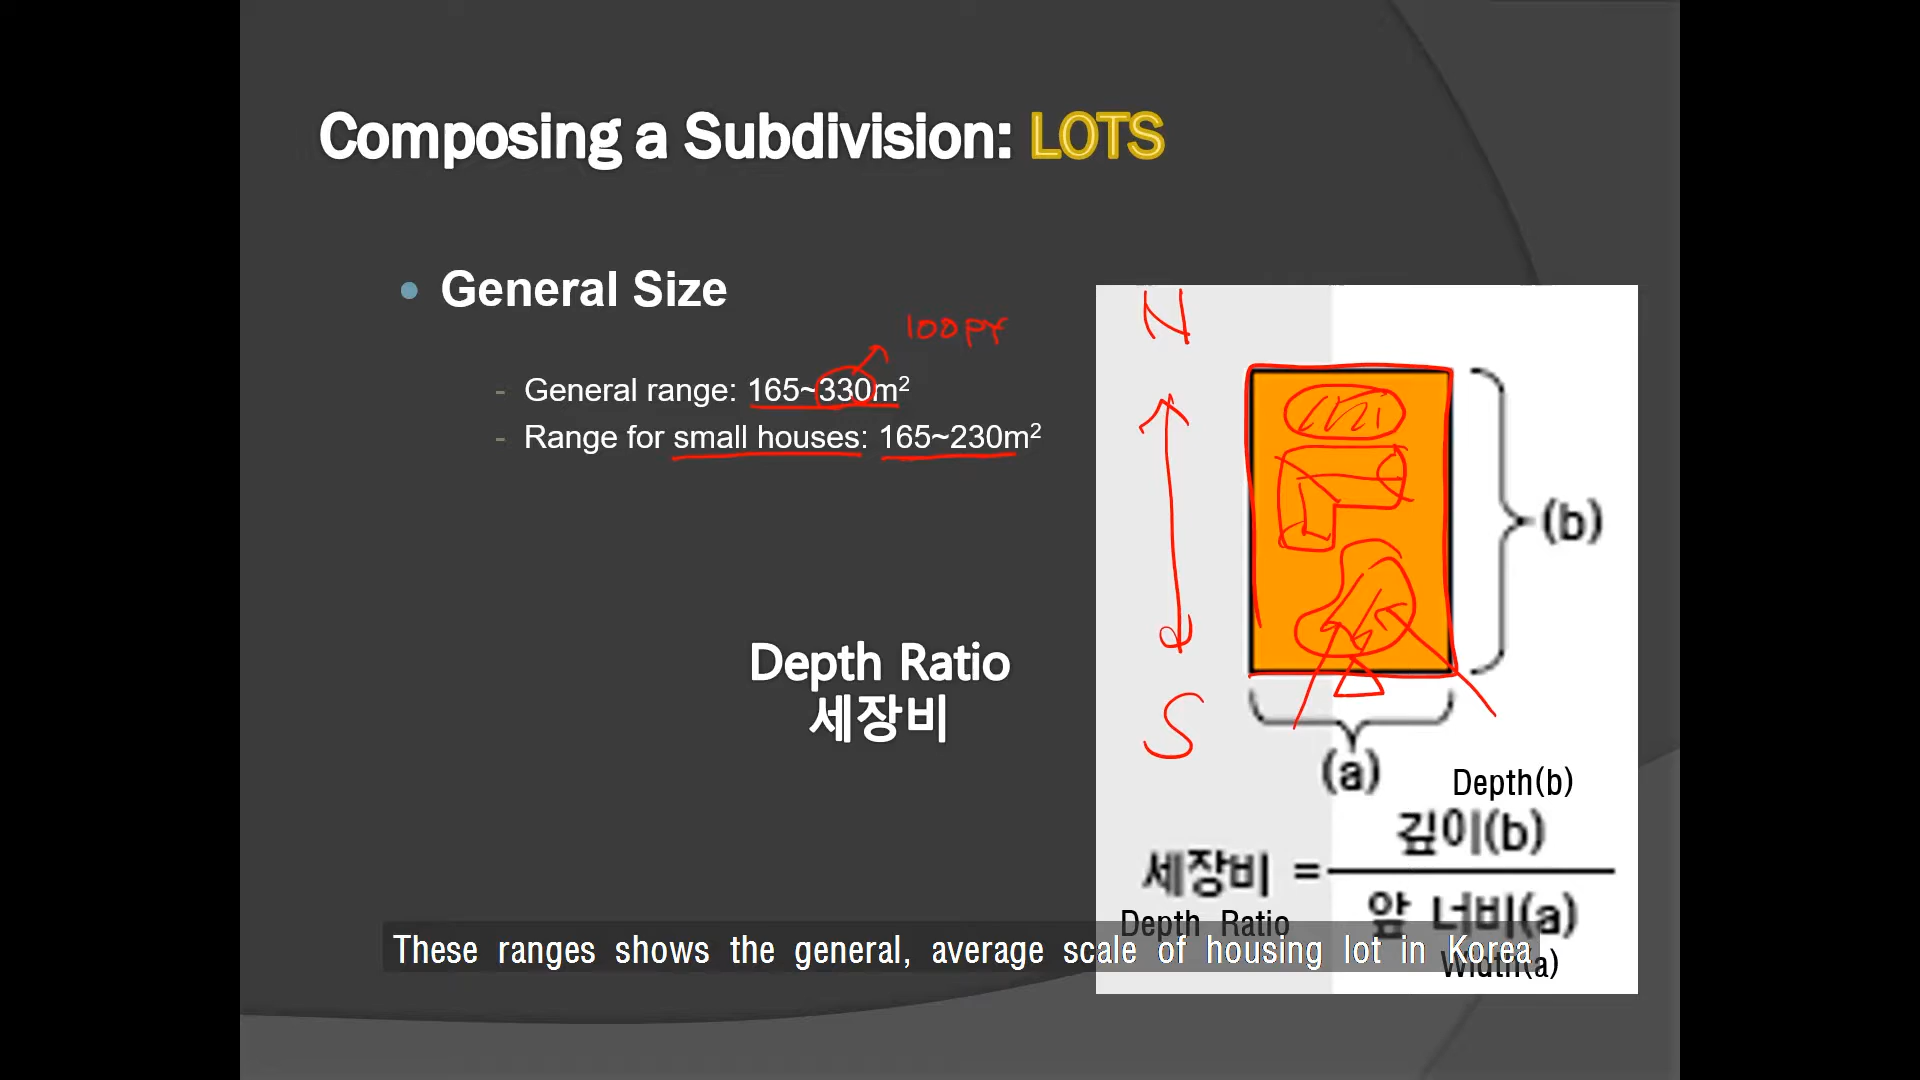 Composing a Subdivision: LOTS
General Size
100py
- General range: 165~330m²
- Range for small houses: 165~230m²
Depth Ratio
세장비
N
S
(b)
(a)
Depth(b)
깊이(b)
세장비 =
앞 너비(a)
Depth Ratio
Width(a)
These ranges shows the general, average scale of housing lot in Korea